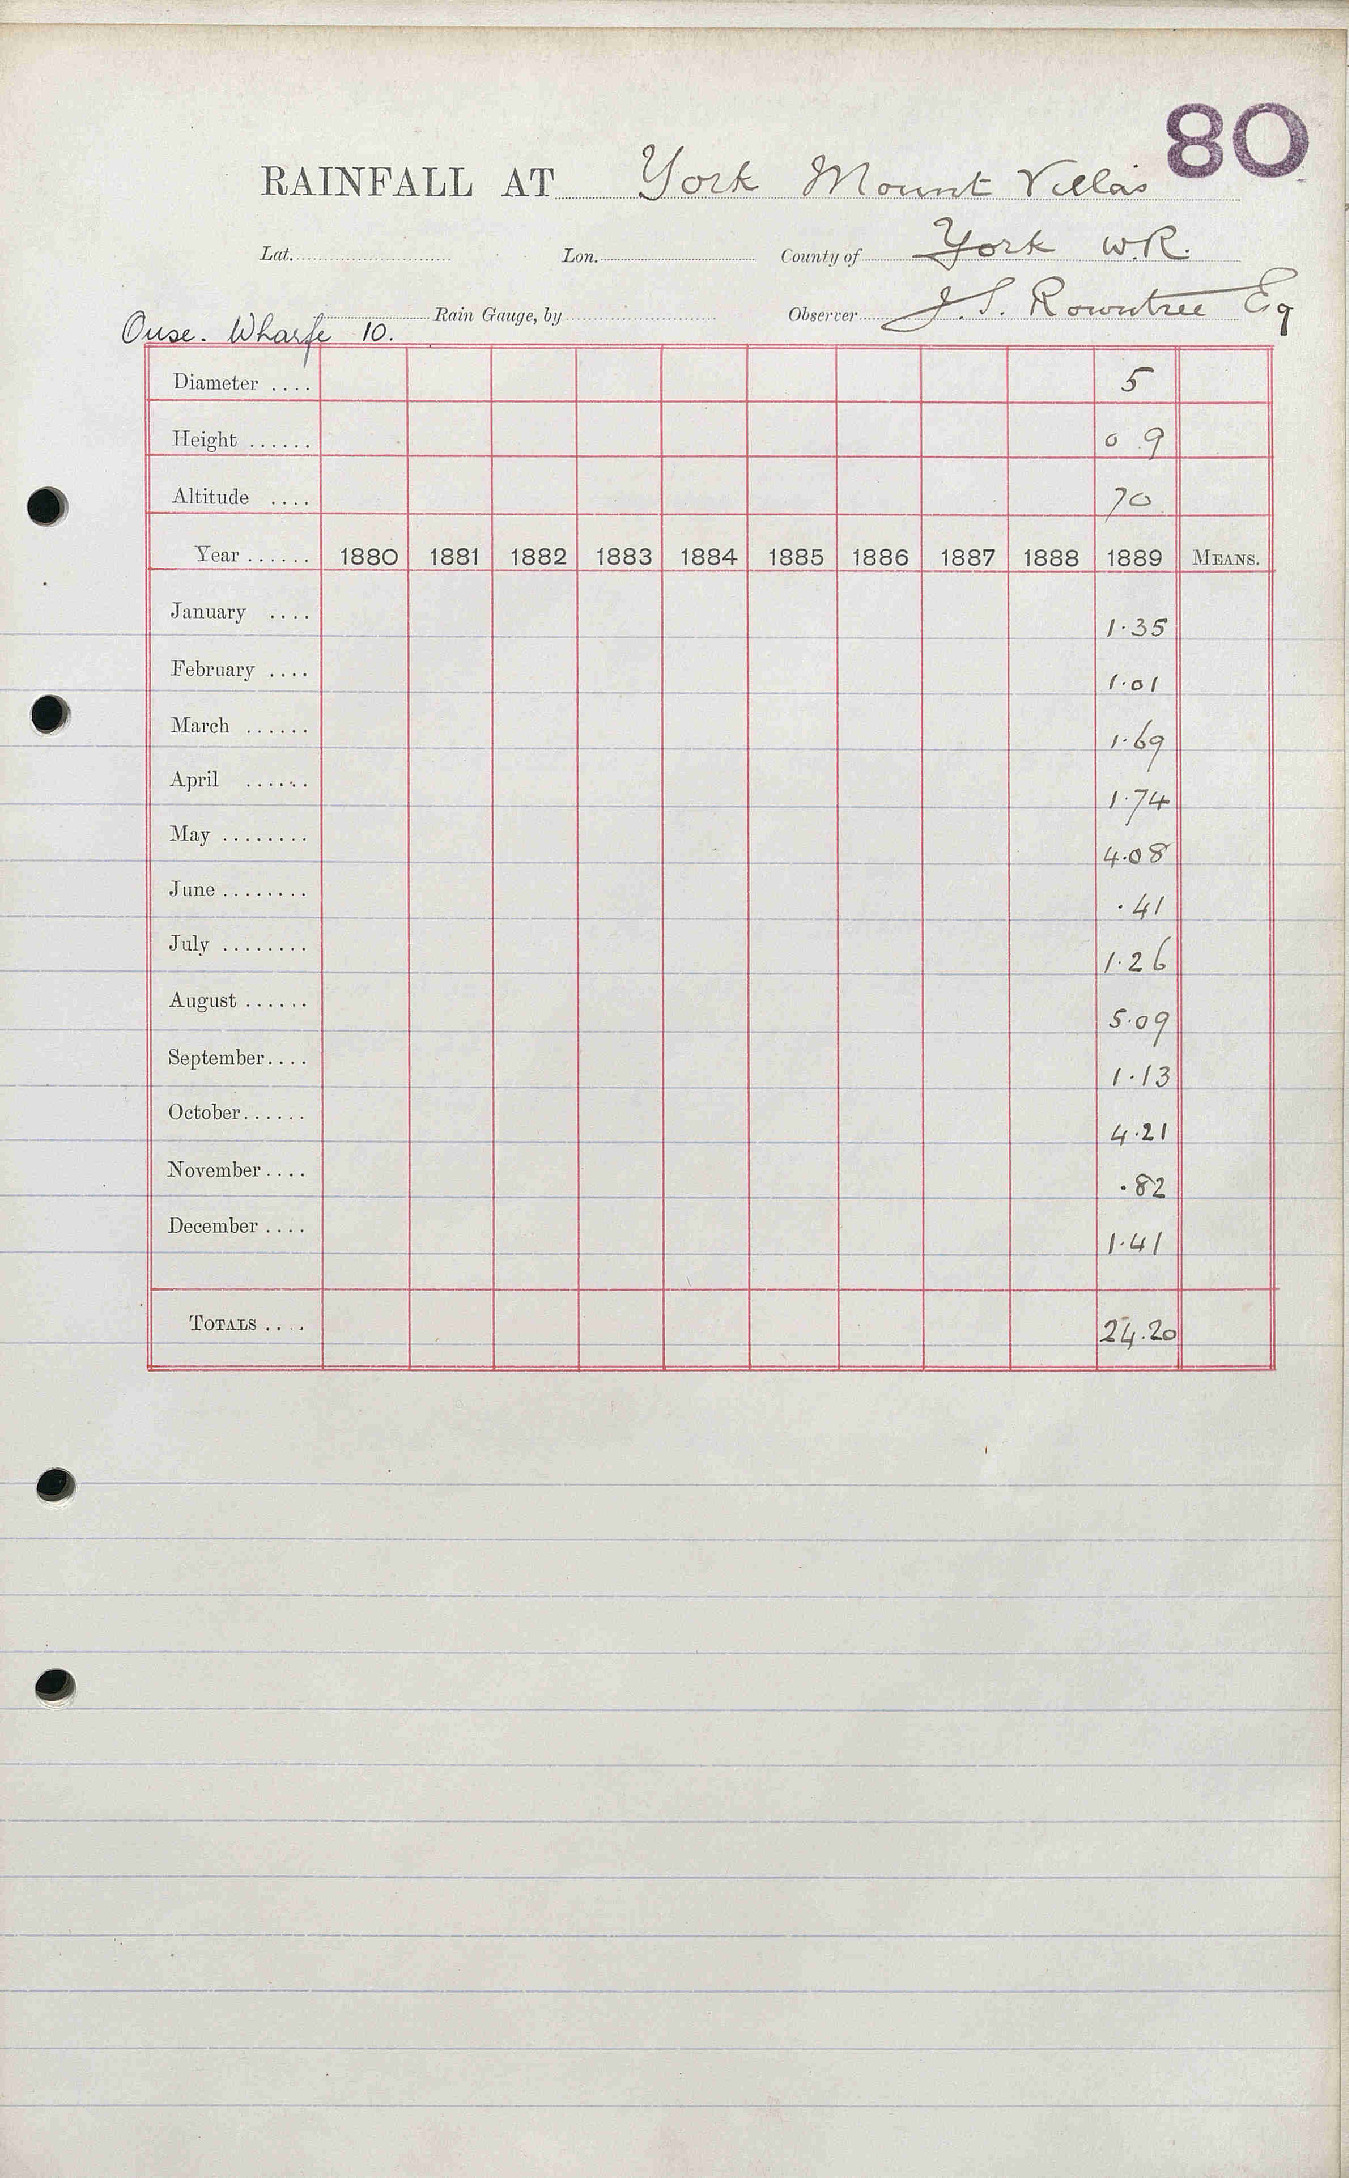 80
RAINFALL AT York Mount Villas
Lat. Lon. County of York W.R.
Rain Gauge, by Observer J. S. Rowntree Eq
Ouse. Wharfe 10.
Diameter .... 5
Height ...... 0 .9
Altitude .... 70
Year ...... 1880 1881 1882 1883 1884 1885 1886 1887 1888 1889 MEANS.
January .... 1.35
February .... 1.01
March ...... 1.69
April ...... 1.74
May ........ 4.08
June ........ .41
July ........ 1.26
August ...... 5.09
September.... 1.13
October...... 4.21
November .... .82
December .... 1.41
TOTALS .... 24.20